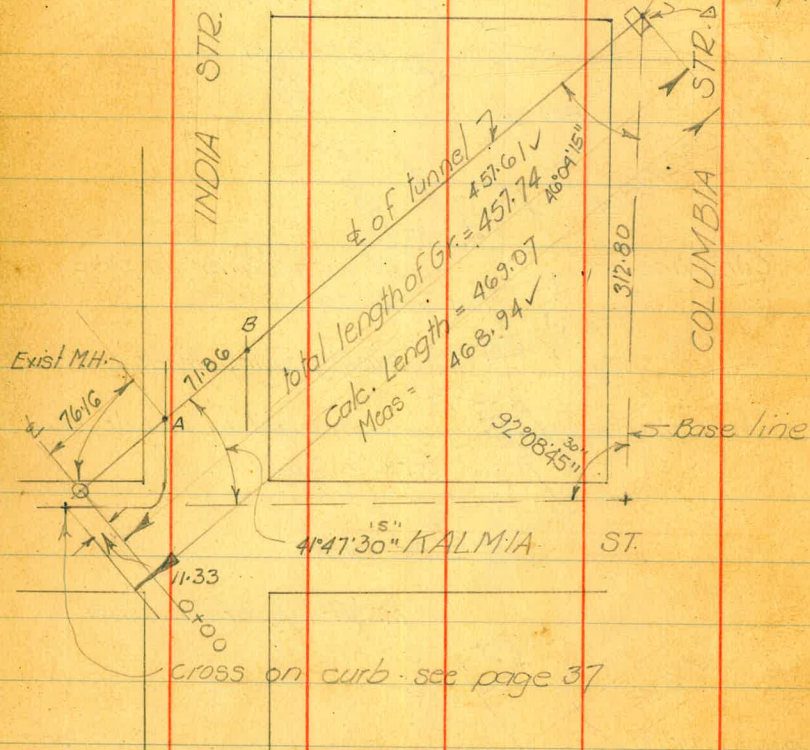 INDIA STR.
COLUMBIA STR.
℄ of tunnel
457.61 ✓
total length of Gr. = 457.74
46°04'15"
Calc. Length = 469.07
Meas = 468.94 ✓
312.80
B
71.86
Exist M.H.
76.16
A
92°08'45"
30"
Base line
15"
41°47'30"
KALMIA ST.
11.33
0+00
cross on curb. see page 37